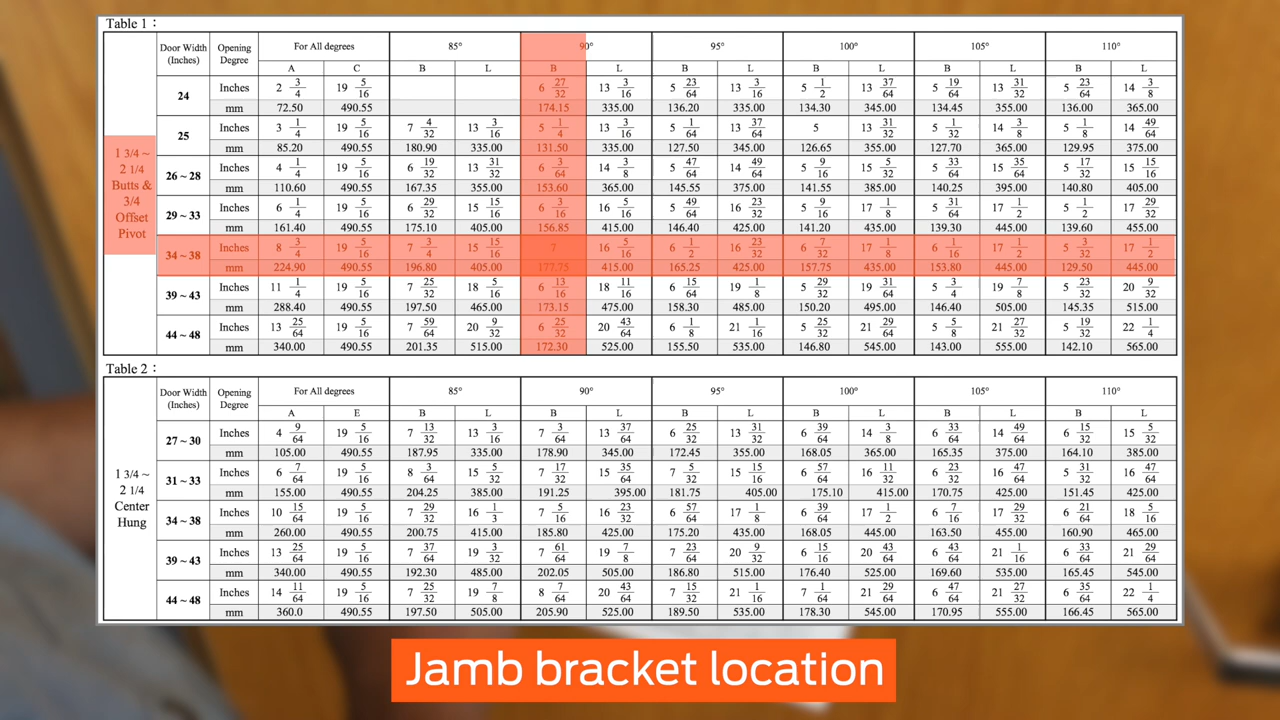 Table 1：
Door Width (Inches) Opening Degree For All degrees 85° 90° 95° 100° 105° 110°
A C B L B L B L B L B L B L
1 3/4 ~ 2 1/4 Butts & 3/4 Offset Pivot
24 Inches 2 3/4 19 5/16 6 27/32 13 3/16 5 23/64 13 3/16 5 1/2 13 37/64 5 19/64 13 31/32 5 23/64 14 3/8
mm 72.50 490.55 174.15 335.00 136.20 335.00 134.30 345.00 134.45 355.00 136.00 365.00
25 Inches 3 1/4 19 5/16 7 4/32 13 3/16 5 1/4 13 3/16 5 1/64 13 37/64 5 13 31/32 5 1/32 14 3/8 5 1/8 14 49/64
mm 85.20 490.55 180.90 335.00 131.50 335.00 127.50 345.00 126.65 355.00 127.70 365.00 129.95 375.00
26 ~ 28 Inches 4 1/4 19 5/16 6 19/32 13 31/32 6 3/64 14 3/8 5 47/64 14 49/64 5 9/16 15 5/32 5 33/64 15 35/64 5 17/32 15 15/16
mm 110.60 490.55 167.35 355.00 153.60 365.00 145.55 375.00 141.55 385.00 140.25 395.00 140.80 405.00
29 ~ 33 Inches 6 1/4 19 5/16 6 29/32 15 15/16 6 3/16 16 5/16 5 49/64 16 23/32 5 9/16 17 1/8 5 31/64 17 1/2 5 1/2 17 29/32
mm 161.40 490.55 175.10 405.00 156.85 415.00 146.40 425.00 141.20 435.00 139.30 445.00 139.60 455.00
34 ~ 38 Inches 8 3/4 19 5/16 7 3/4 15 15/16 7 16 5/16 6 1/2 16 23/32 6 7/32 17 1/8 6 1/16 17 1/2 5 3/32 17 1/2
mm 224.90 490.55 196.80 405.00 177.75 415.00 165.25 425.00 157.75 435.00 153.80 445.00 129.50 445.00
39 ~ 43 Inches 11 1/4 19 5/16 7 25/32 18 5/16 6 13/16 18 11/16 6 15/64 19 1/8 5 29/32 19 31/64 5 3/4 19 7/8 5 23/32 20 9/32
mm 288.40 490.55 197.50 465.00 173.15 475.00 158.30 485.00 150.20 495.00 146.40 505.00 145.35 515.00
44 ~ 48 Inches 13 25/64 19 5/16 7 59/64 20 9/32 6 25/32 20 43/64 6 1/8 21 1/16 5 25/32 21 29/64 5 5/8 21 27/32 5 19/32 22 1/4
mm 340.00 490.55 201.35 515.00 172.30 525.00 155.50 535.00 146.80 545.00 143.00 555.00 142.10 565.00
Table 2：
Door Width (Inches) Opening Degree For All degrees 85° 90° 95° 100° 105° 110°
A E B L B L B L B L B L B L
1 3/4 ~ 2 1/4 Center Hung
27 ~ 30 Inches 4 9/64 19 5/16 7 13/32 13 3/16 7 3/64 13 37/64 6 25/32 13 31/32 6 39/64 14 3/8 6 33/64 14 49/64 6 15/32 15 5/32
mm 105.00 490.55 187.95 335.00 178.90 345.00 172.45 355.00 168.05 365.00 165.35 375.00 164.10 385.00
31 ~ 33 Inches 6 7/64 19 5/16 8 3/64 15 5/32 7 17/32 15 35/64 7 5/32 15 15/16 6 57/64 16 11/32 6 23/32 16 47/64 5 31/32 16 47/64
mm 155.00 490.55 204.25 385.00 191.25 395.00 181.75 405.00 175.10 415.00 170.75 425.00 151.45 425.00
34 ~ 38 Inches 10 15/64 19 5/16 7 29/32 16 1/3 7 5/16 16 23/32 6 57/64 17 1/8 6 39/64 17 1/2 6 7/16 17 29/32 6 21/64 18 5/16
mm 260.00 490.55 200.75 415.00 185.80 425.00 175.20 435.00 168.05 445.00 163.50 455.00 160.90 465.00
39 ~ 43 Inches 13 25/64 19 5/16 7 37/64 19 3/32 7 61/64 19 7/8 7 23/64 20 9/32 6 15/16 20 43/64 6 43/64 21 1/16 6 33/64 21 29/64
mm 340.00 490.55 192.30 485.00 202.05 505.00 186.80 515.00 176.40 525.00 169.60 535.00 165.45 545.00
44 ~ 48 Inches 14 11/64 19 5/16 7 25/32 19 7/8 8 7/64 20 43/64 7 15/32 21 1/16 7 1/64 21 29/64 6 47/64 21 27/32 6 35/64 22 1/4
mm 360.0 490.55 197.50 505.00 205.90 525.00 189.50 535.00 178.30 545.00 170.95 555.00 166.45 565.00
Jamb bracket location